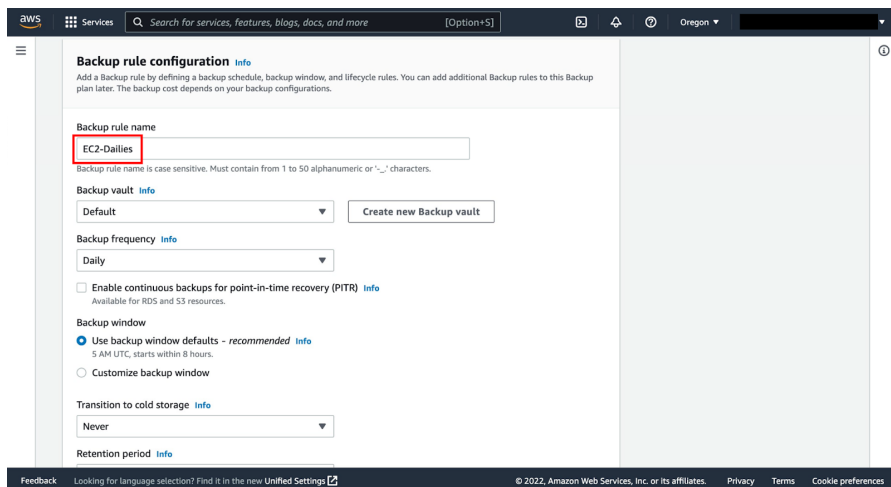 aws
Services
Search for services, features, blogs, docs, and more [Option+S]
Oregon ▼
Backup rule configuration Info
Add a Backup rule by defining a backup schedule, backup window, and lifecycle rules. You can add additional Backup rules to this Backup
plan later. The backup cost depends on your backup configurations.
Backup rule name
EC2-Dailies
Backup rule name is case sensitive. Must contain from 1 to 50 alphanumeric or '-_.' characters.
Backup vault Info
Default
Create new Backup vault
Backup frequency Info
Daily
Enable continuous backups for point-in-time recovery (PITR) Info
Available for RDS and S3 resources.
Backup window
Use backup window defaults - recommended Info
5 AM UTC, starts within 8 hours.
Customize backup window
Transition to cold storage Info
Never
Retention period Info
Feedback
Looking for language selection? Find it in the new Unified Settings
© 2022, Amazon Web Services, Inc. or its affiliates.
Privacy
Terms
Cookie preferences